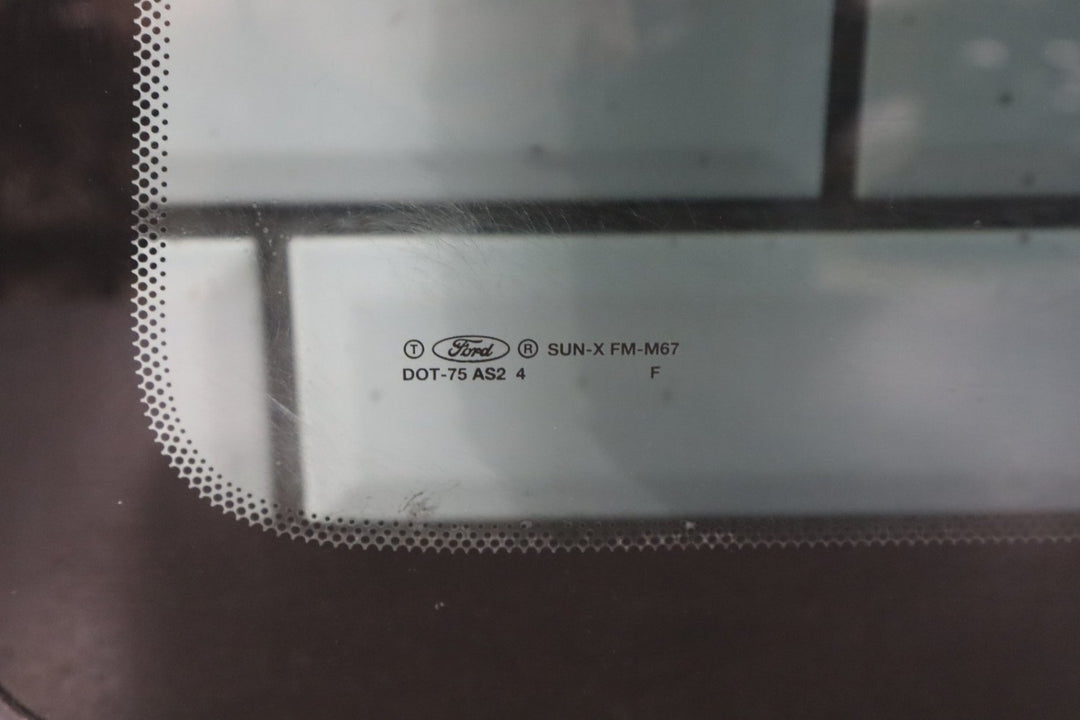 Ⓣ Ford Ⓡ SUN-X FM-M67
DOT-75 AS2 4 F